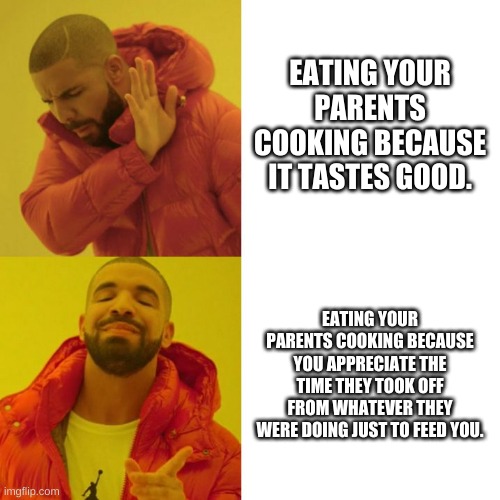 EATING YOUR
PARENTS
COOKING BECAUSE
IT TASTES GOOD.
EATING YOUR
PARENTS COOKING BECAUSE
YOU APPRECIATE THE
TIME THEY TOOK OFF
FROM WHATEVER THEY
WERE DOING JUST TO FEED YOU.
imgflip.com